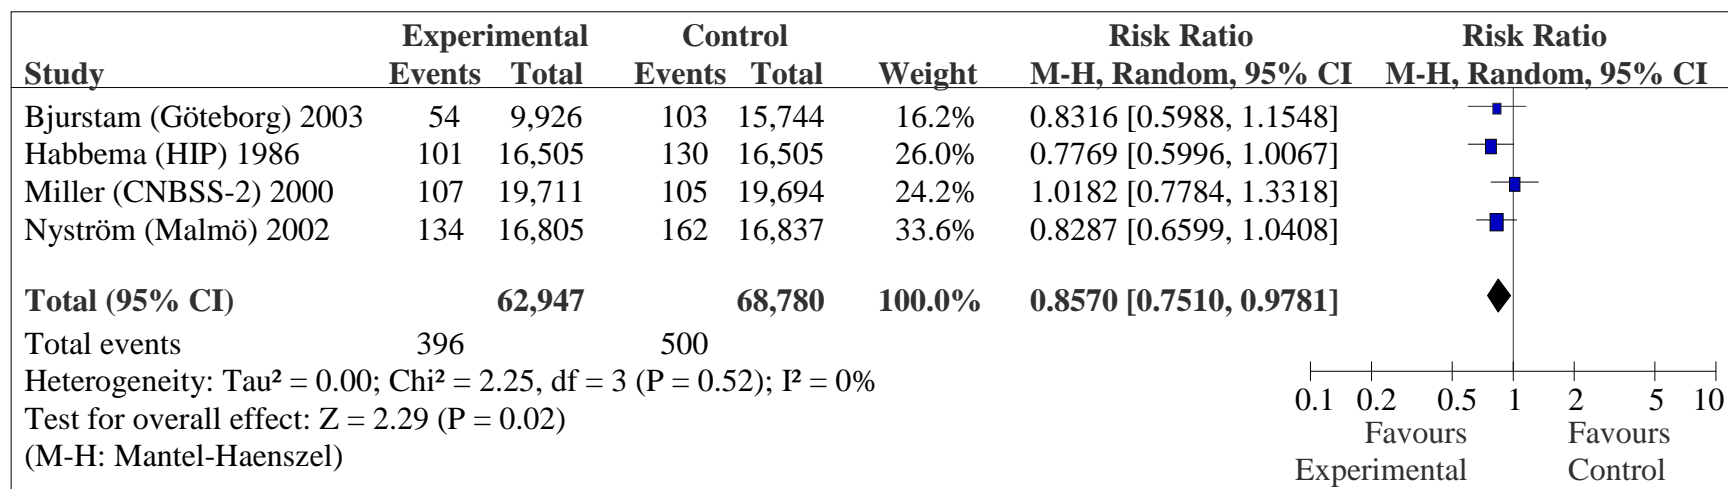 Experimental Control Risk Ratio Risk Ratio
Study Events Total Events Total Weight M-H, Random, 95% CI M-H, Random, 95% CI
Bjurstam (Göteborg) 2003 54 9,926 103 15,744 16.2% 0.8316 [0.5988, 1.1548]
Habbema (HIP) 1986 101 16,505 130 16,505 26.0% 0.7769 [0.5996, 1.0067]
Miller (CNBSS-2) 2000 107 19,711 105 19,694 24.2% 1.0182 [0.7784, 1.3318]
Nyström (Malmö) 2002 134 16,805 162 16,837 33.6% 0.8287 [0.6599, 1.0408]
Total (95% CI) 62,947 68,780 100.0% 0.8570 [0.7510, 0.9781]
Total events 396 500
Heterogeneity: Tau² = 0.00; Chi² = 2.25, df = 3 (P = 0.52); I² = 0%
Test for overall effect: Z = 2.29 (P = 0.02)
(M-H: Mantel-Haenszel)
0.1 0.2 0.5 1 2 5 10
Favours Favours
Experimental Control